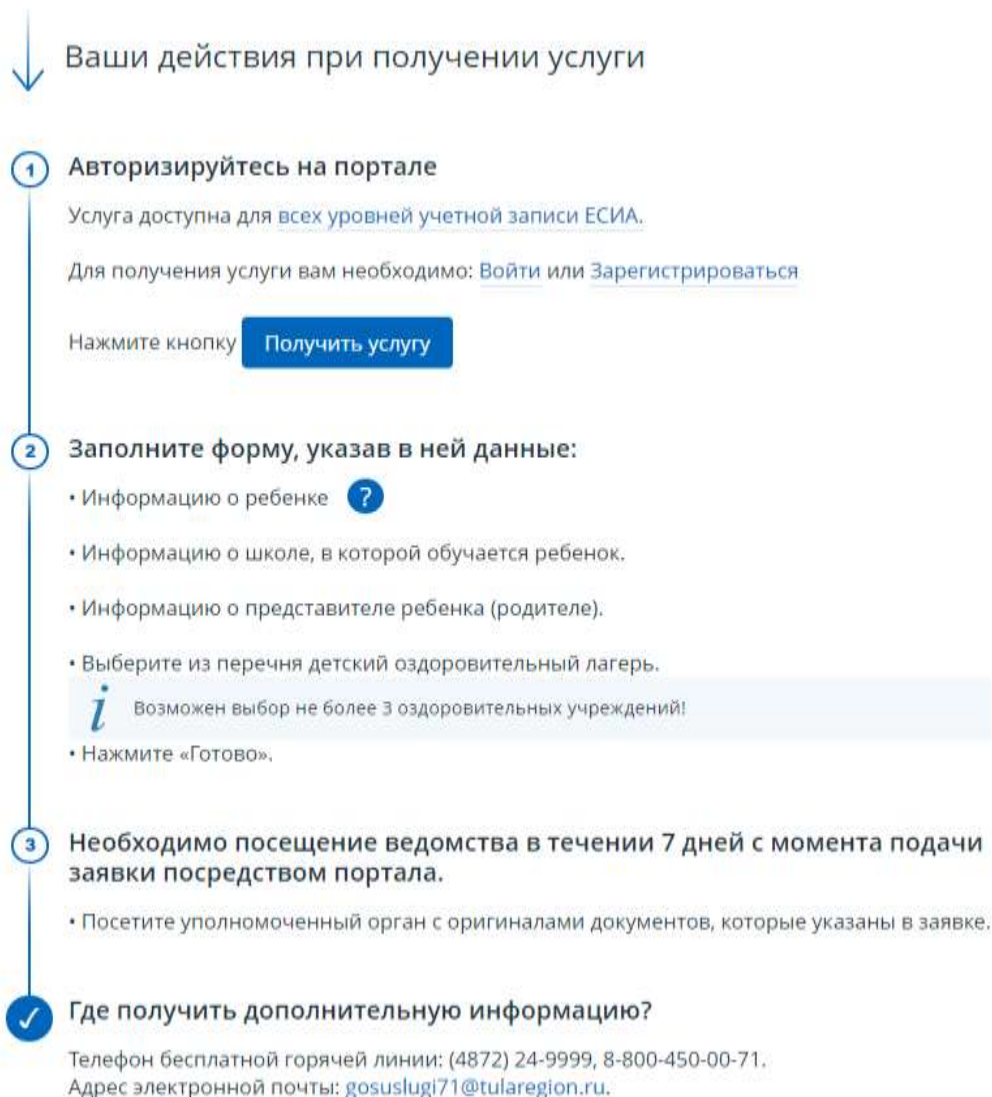 Ваши действия при получении услуги
1 Авторизируйтесь на портале
Услуга доступна для всех уровней учетной записи ЕСИА.
Для получения услуги вам необходимо: Войти или Зарегистрироваться
Нажмите кнопку Получить услугу
2 Заполните форму, указав в ней данные:
• Информацию о ребенке ?
• Информацию о школе, в которой обучается ребенок.
• Информацию о представителе ребенка (родителе).
• Выберите из перечня детский оздоровительный лагерь.
i Возможен выбор не более 3 оздоровительных учреждений!
• Нажмите «Готово».
3 Необходимо посещение ведомства в течении 7 дней с момента подачи
заявки посредством портала.
• Посетите уполномоченный орган с оригиналами документов, которые указаны в заявке.
Где получить дополнительную информацию?
Телефон бесплатной горячей линии: (4872) 24-9999, 8-800-450-00-71.
Адрес электронной почты: gosuslugi71@tularegion.ru.